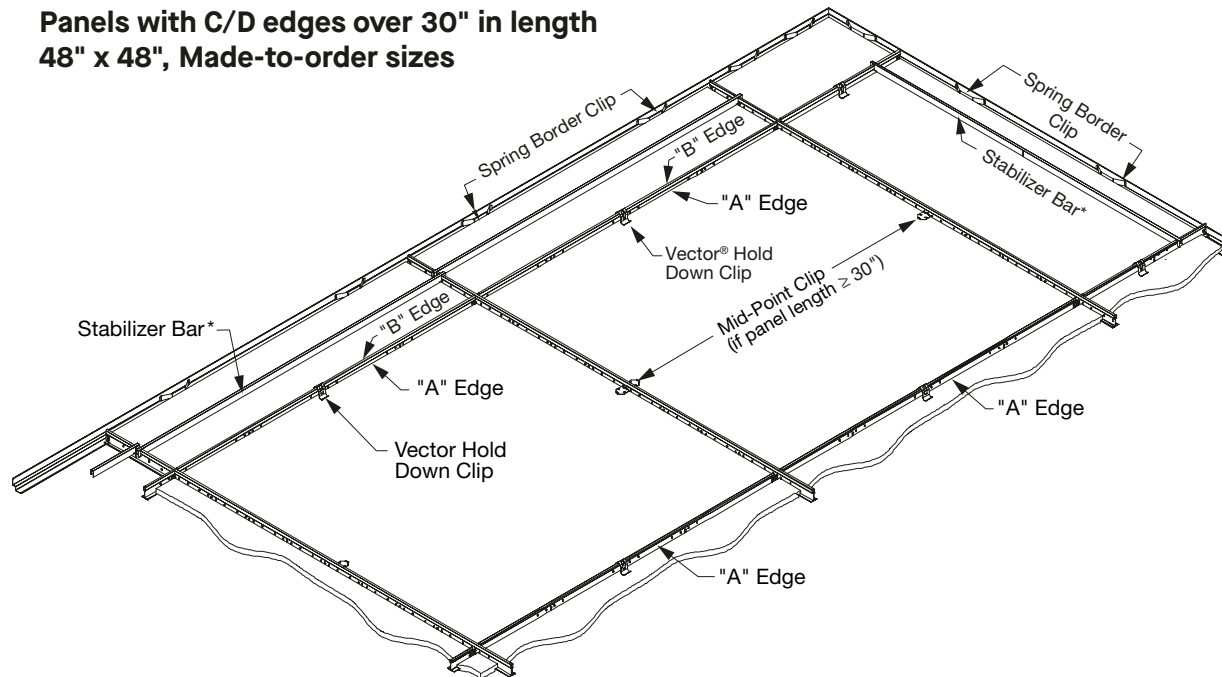 Panels with C/D edges over 30" in length
48" x 48", Made-to-order sizes
Spring Border Clip
Spring Border
Clip
"B" Edge
Stabilizer Bar*
"A" Edge
Vector® Hold
Down Clip
Mid-Point Clip
(if panel length ≥ 30")
Stabilizer Bar*
"B" Edge
"A" Edge
"A" Edge
Vector Hold
Down Clip
"A" Edge